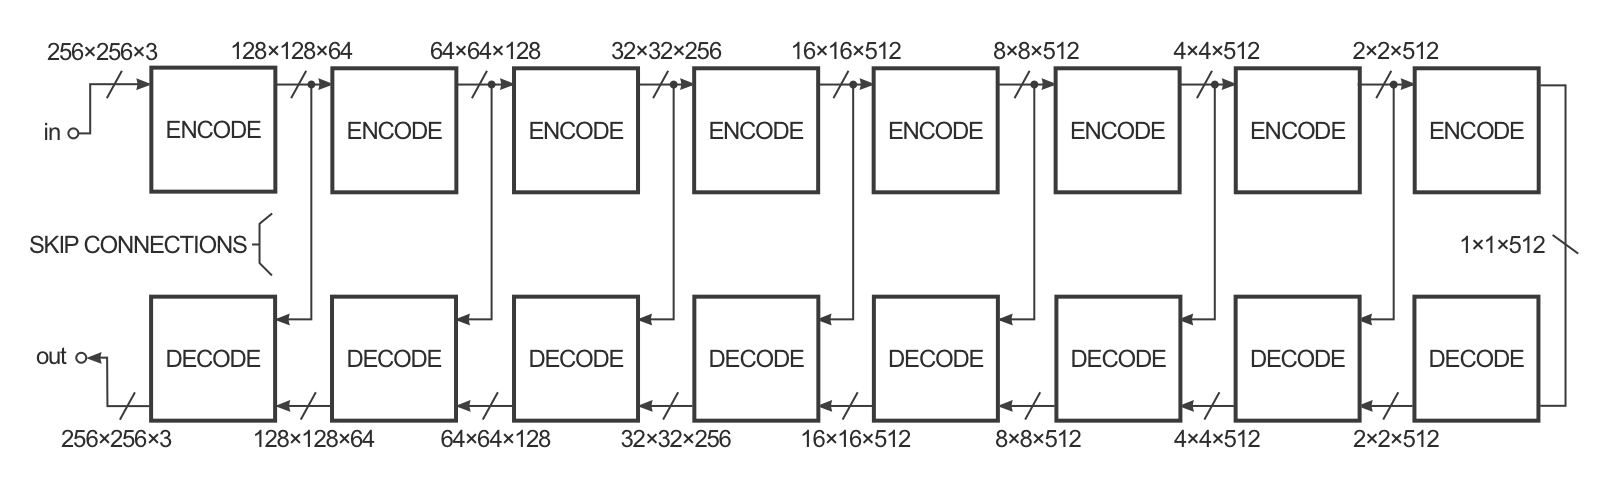 256×256×3 128×128×64 64×64×128 32×32×256 16×16×512 8×8×512 4×4×512 2×2×512
ENCODE ENCODE ENCODE ENCODE ENCODE ENCODE ENCODE ENCODE
in
SKIP CONNECTIONS 1×1×512
out DECODE DECODE DECODE DECODE DECODE DECODE DECODE DECODE
256×256×3 128×128×64 64×64×128 32×32×256 16×16×512 8×8×512 4×4×512 2×2×512